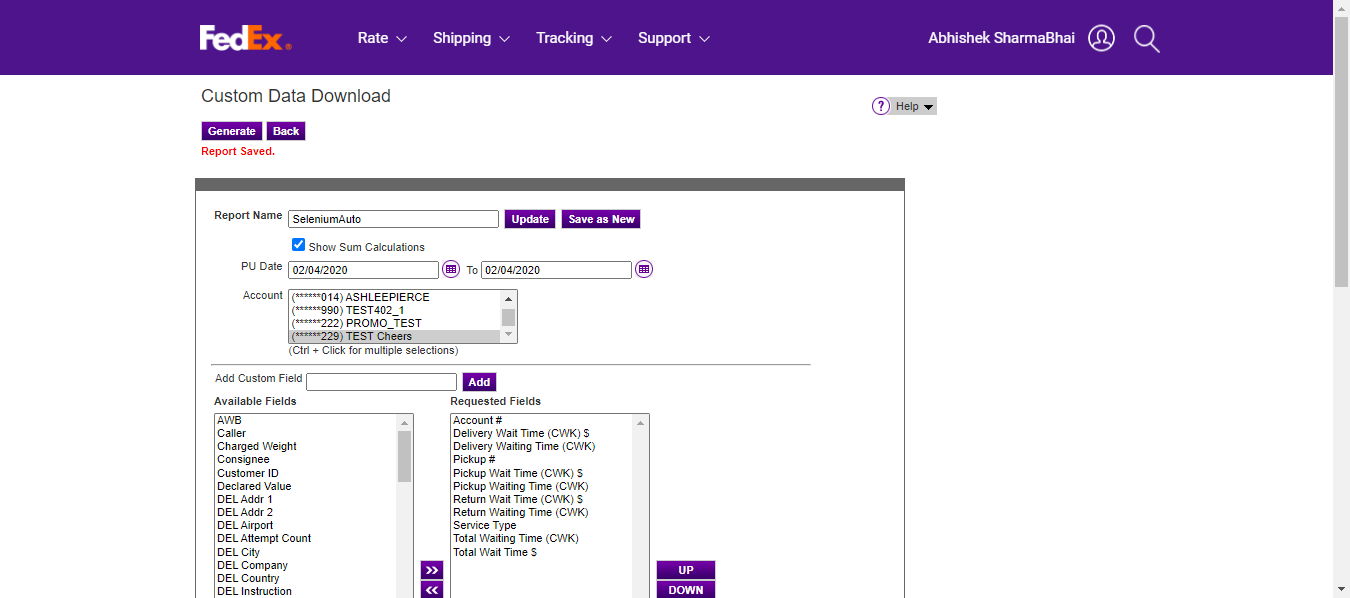 FedEx®
Rate
Shipping
Tracking
Support
Abhishek SharmaBhai
Custom Data Download
? Help
Generate Back
Report Saved.
Report Name SeleniumAuto Update Save as New
Show Sum Calculations
PU Date 02/04/2020 To 02/04/2020
Account
(******014) ASHLEEPIERCE
(******990) TEST402_1
(******222) PROMO_TEST
(******229) TEST Cheers
(Ctrl + Click for multiple selections)
Add Custom Field Add
Available Fields
AWB
Caller
Charged Weight
Consignee
Customer ID
Declared Value
DEL Addr 1
DEL Addr 2
DEL Airport
DEL Attempt Count
DEL City
DEL Company
DEL Country
DEL Instruction
>>
<<
Requested Fields
Account #
Delivery Wait Time (CWK) $
Delivery Waiting Time (CWK)
Pickup #
Pickup Wait Time (CWK) $
Pickup Waiting Time (CWK)
Return Wait Time (CWK) $
Return Waiting Time (CWK)
Service Type
Total Waiting Time (CWK)
Total Wait Time $
UP
DOWN